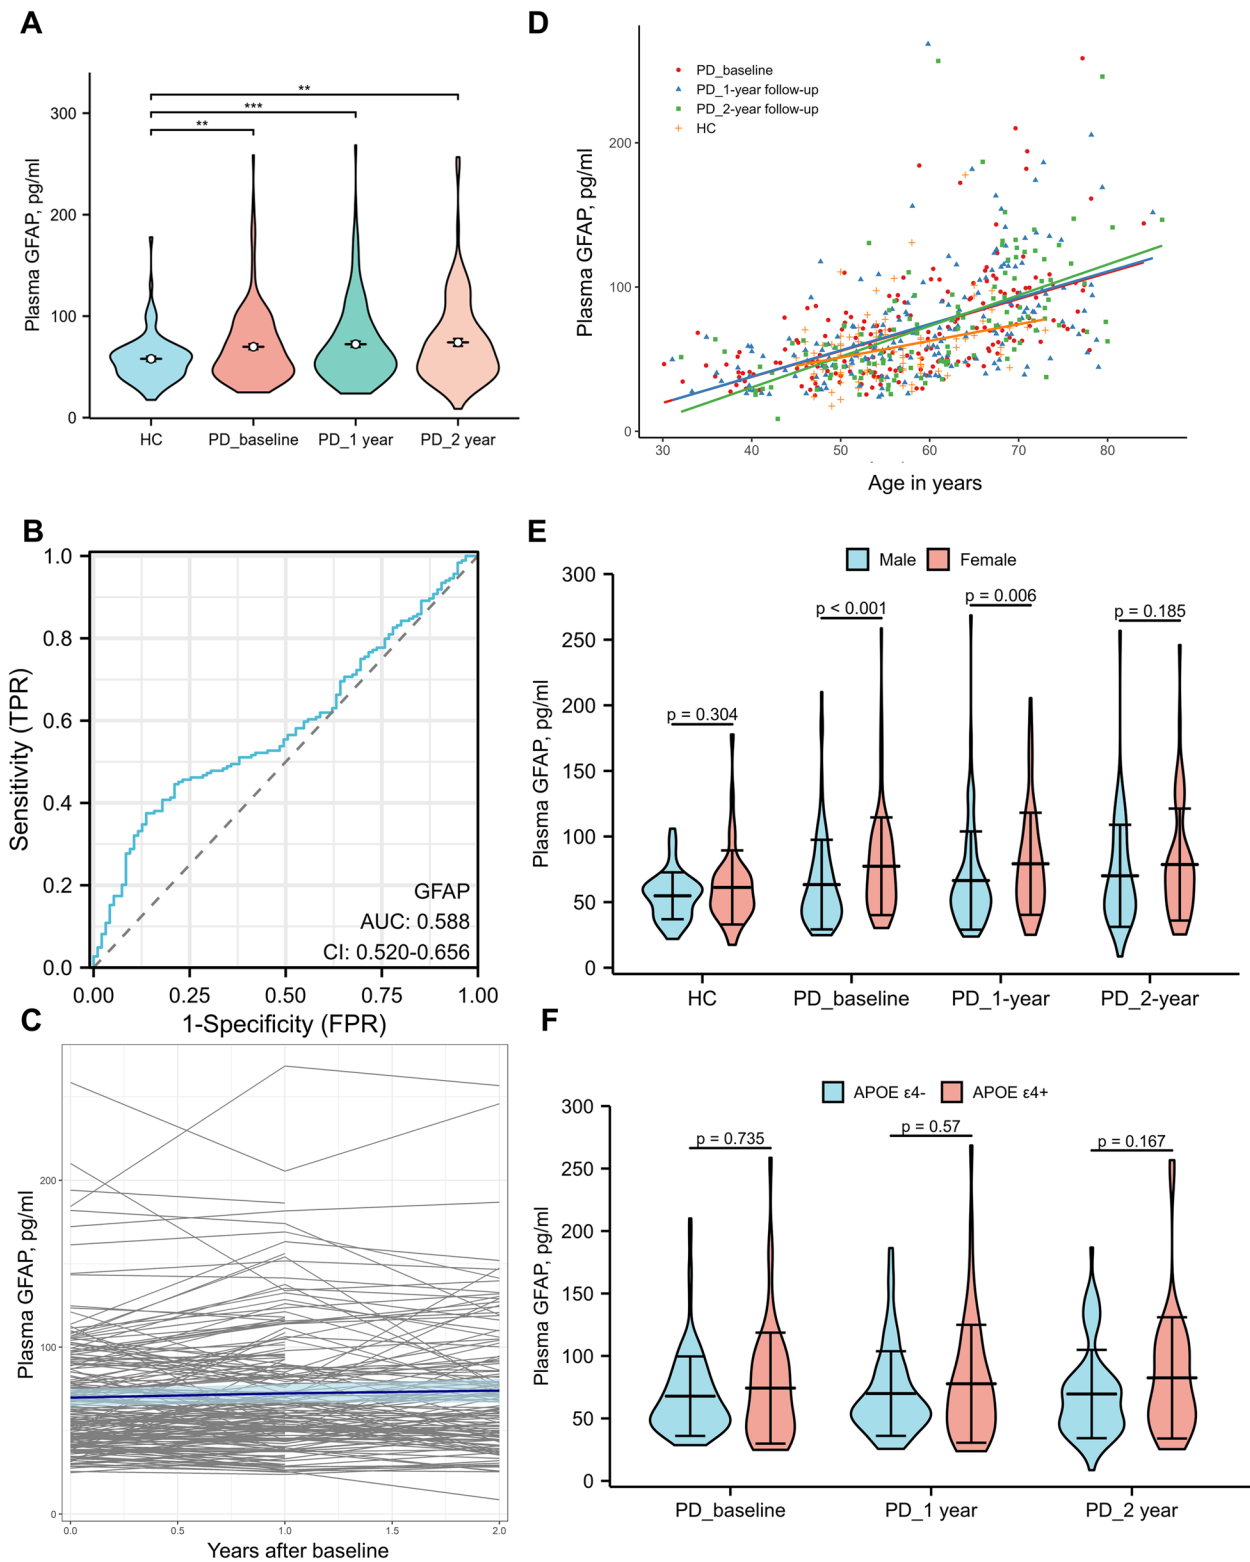 A
Plasma GFAP, pg/ml
300
200
100
0
**
***
**
HC
PD_baseline
PD_1 year
PD_2 year
D
Plasma GFAP, pg/ml
PD_baseline
PD_1-year follow-up
PD_2-year follow-up
HC
200
100
0
30
40
50
60
70
80
Age in years
B
Sensitivity (TPR)
1.0
0.8
0.6
0.4
0.2
0.0
GFAP
AUC: 0.588
CI: 0.520-0.656
0.00
0.25
0.50
0.75
1.00
1-Specificity (FPR)
E
Male
Female
Plasma GFAP, pg/ml
300
250
200
150
100
50
0
p = 0.304
p < 0.001
p = 0.006
p = 0.185
HC
PD_baseline
PD_1-year
PD_2-year
C
Plasma GFAP, pg/ml
200
100
0
0.0
0.5
1.0
1.5
2.0
Years after baseline
F
APOE ε4-
APOE ε4+
Plasma GFAP, pg/ml
300
250
200
150
100
50
0
p = 0.735
p = 0.57
p = 0.167
PD_baseline
PD_1 year
PD_2 year